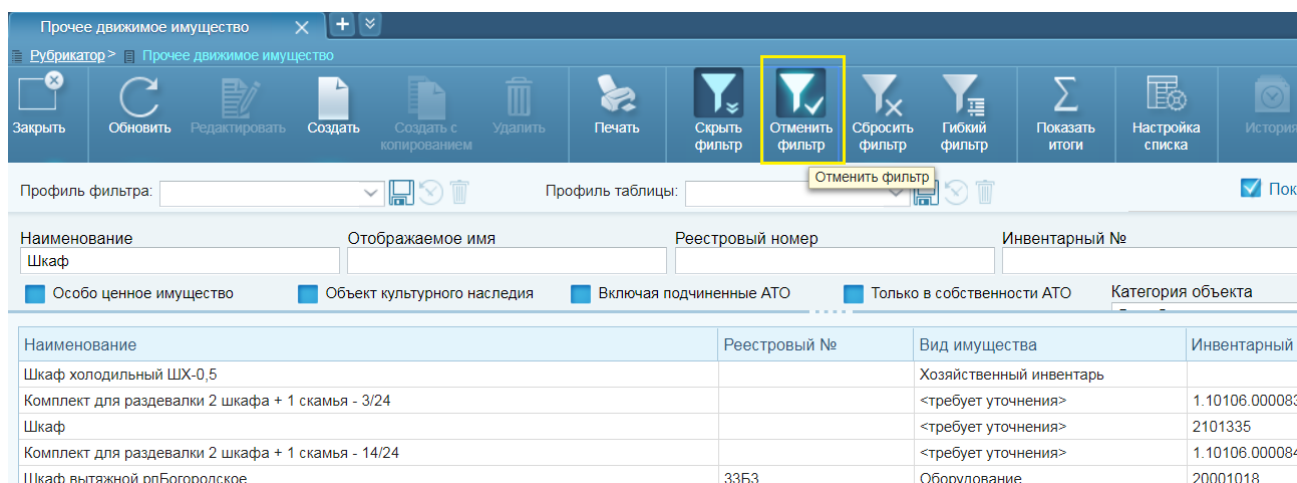 Прочее движимое имущество
Рубрикатор > Прочее движимое имущество
Закрыть Обновить Редактировать Создать Создать с копированием Удалить Печать Скрыть фильтр Отменить фильтр Сбросить фильтр Гибкий фильтр Показать итоги Настройка списка История
Отменить фильтр
Профиль фильтра: Профиль таблицы: Пок
Наименование Отображаемое имя Реестровый номер Инвентарный №
Шкаф
Особо ценное имущество Объект культурного наследия Включая подчиненные АТО Только в собственности АТО Категория объекта
Наименование Реестровый № Вид имущества Инвентарный
Шкаф холодильный ШХ-0,5 Хозяйственный инвентарь
Комплект для раздевалки 2 шкафа + 1 скамья - 3/24 <требует уточнения> 1.10106.000083
Шкаф <требует уточнения> 2101335
Комплект для раздевалки 2 шкафа + 1 скамья - 14/24 <требует уточнения> 1.10106.000084
Шкаф вытяжной рпБогородское 33Б3 Оборудование 20001018